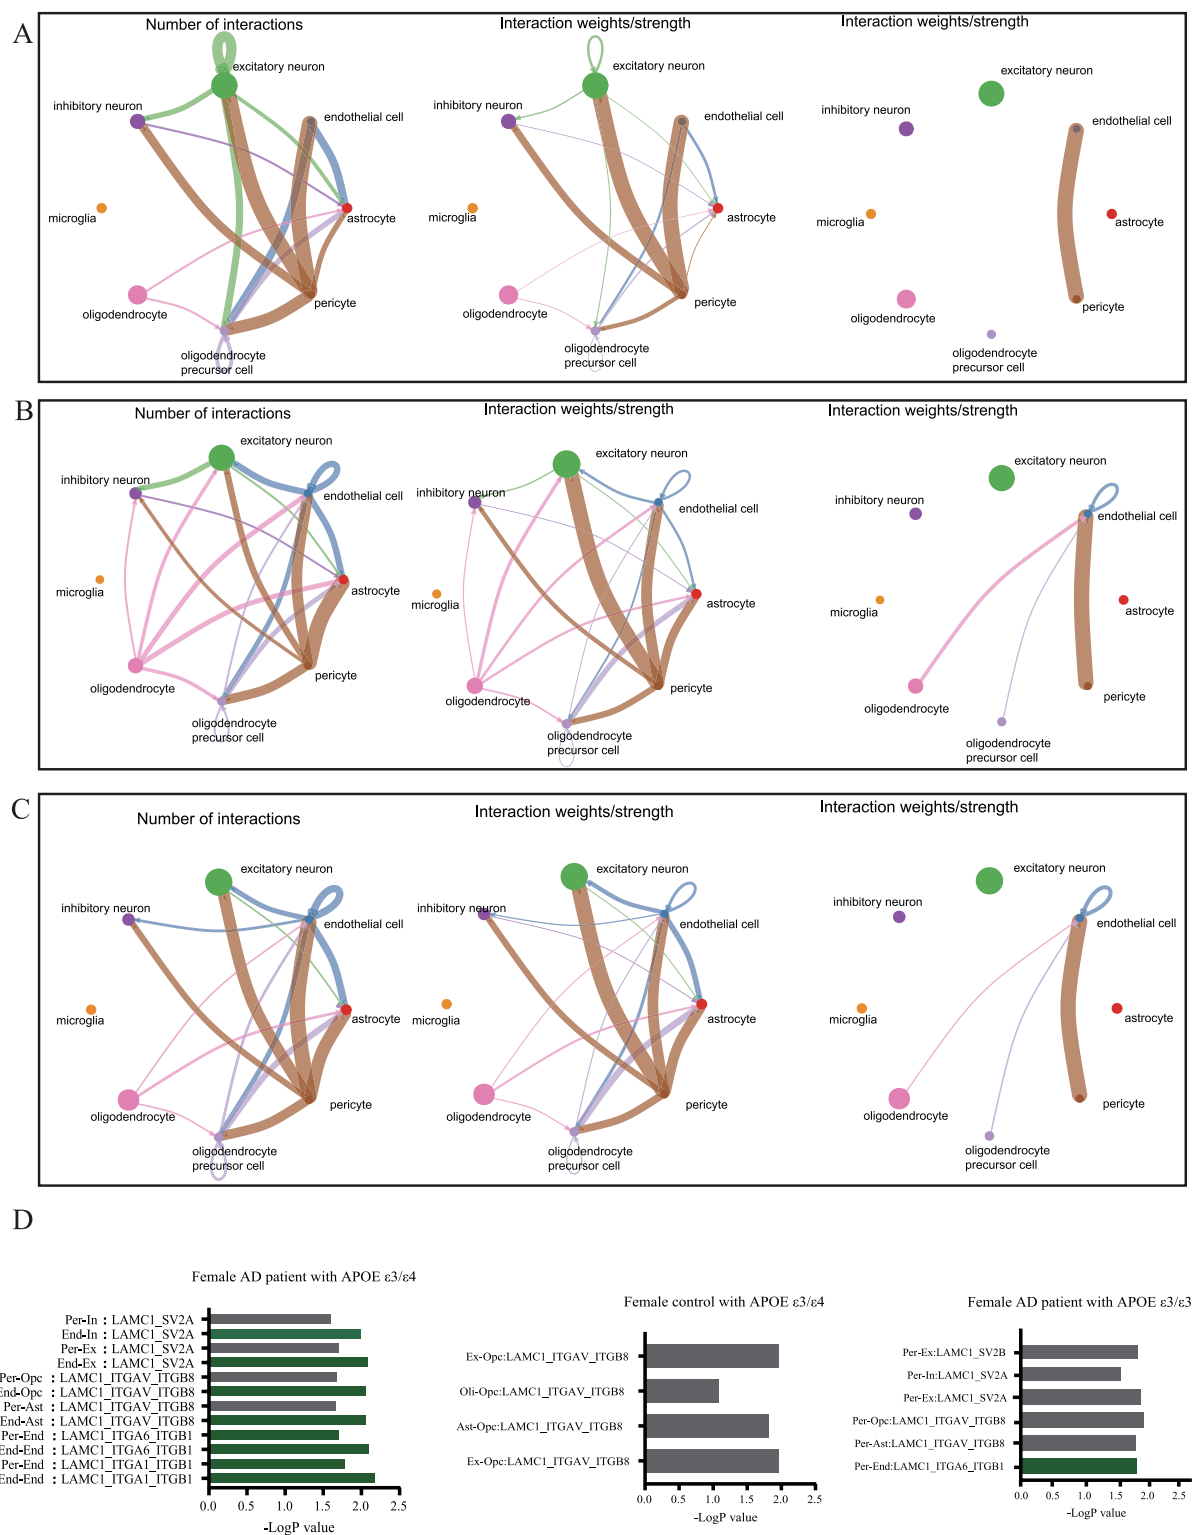 A
Number of interactions
excitatory neuron
inhibitory neuron
endothelial cell
microglia
astrocyte
oligodendrocyte
pericyte
oligodendrocyte
precursor cell
Interaction weights/strength
excitatory neuron
inhibitory neuron
endothelial cell
microglia
astrocyte
oligodendrocyte
pericyte
oligodendrocyte
precursor cell
Interaction weights/strength
excitatory neuron
inhibitory neuron
endothelial cell
microglia
astrocyte
oligodendrocyte
pericyte
oligodendrocyte
precursor cell
B
Number of interactions
excitatory neuron
inhibitory neuron
endothelial cell
microglia
astrocyte
oligodendrocyte
pericyte
oligodendrocyte
precursor cell
Interaction weights/strength
excitatory neuron
inhibitory neuron
endothelial cell
microglia
astrocyte
oligodendrocyte
pericyte
oligodendrocyte
precursor cell
Interaction weights/strength
excitatory neuron
inhibitory neuron
endothelial cell
microglia
astrocyte
oligodendrocyte
pericyte
oligodendrocyte
precursor cell
C
Number of interactions
excitatory neuron
inhibitory neuron
endothelial cell
microglia
astrocyte
oligodendrocyte
pericyte
oligodendrocyte
precursor cell
Interaction weights/strength
excitatory neuron
inhibitory neuron
endothelial cell
microglia
astrocyte
oligodendrocyte
pericyte
oligodendrocyte
precursor cell
Interaction weights/strength
excitatory neuron
inhibitory neuron
endothelial cell
microglia
astrocyte
oligodendrocyte
pericyte
oligodendrocyte
precursor cell
D
Female AD patient with APOE ε3/ε4
Per-In : LAMC1_SV2A
End-In : LAMC1_SV2A
Per-Ex : LAMC1_SV2A
End-Ex : LAMC1_SV2A
Per-Opc : LAMC1_ITGAV_ITGB8
End-Opc : LAMC1_ITGAV_ITGB8
Per-Ast : LAMC1_ITGAV_ITGB8
End-Ast : LAMC1_ITGAV_ITGB8
Per-End : LAMC1_ITGA6_ITGB1
End-End : LAMC1_ITGA6_ITGB1
Per-End : LAMC1_ITGA1_ITGB1
End-End : LAMC1_ITGA1_ITGB1
0.0 0.5 1.0 1.5 2.0 2.5
-LogP value
Female control with APOE ε3/ε4
Ex-Opc:LAMC1_ITGAV_ITGB8
Oli-Opc:LAMC1_ITGAV_ITGB8
Ast-Opc:LAMC1_ITGAV_ITGB8
Ex-Opc:LAMC1_ITGAV_ITGB8
0.0 0.5 1.0 1.5 2.0 2.5
-LogP value
Female AD patient with APOE ε3/ε3
Per-Ex:LAMC1_SV2B
Per-In:LAMC1_SV2A
Per-Ex:LAMC1_SV2A
Per-Opc:LAMC1_ITGAV_ITGB8
Per-Ast:LAMC1_ITGAV_ITGB8
Per-End:LAMC1_ITGA6_ITGB1
0.0 0.5 1.0 1.5 2.0 2.5
-LogP value